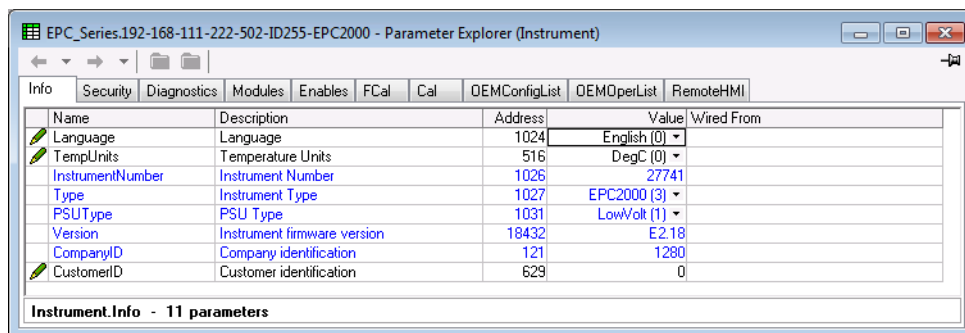 EPC_Series.192-168-111-222-502-ID255-EPC2000 - Parameter Explorer (Instrument)
Info Security Diagnostics Modules Enables FCal Cal OEMConfigList OEMOperList RemoteHMI
Name Description Address Value Wired From
Language Language 1024 English (0)
TempUnits Temperature Units 516 DegC (0)
InstrumentNumber Instrument Number 1026 27741
Type Instrument Type 1027 EPC2000 (3)
PSUType PSU Type 1031 LowVolt (1)
Version Instrument firmware version 18432 E2.18
CompanyID Company identification 121 1280
CustomerID Customer identification 629 0
Instrument.Info - 11 parameters